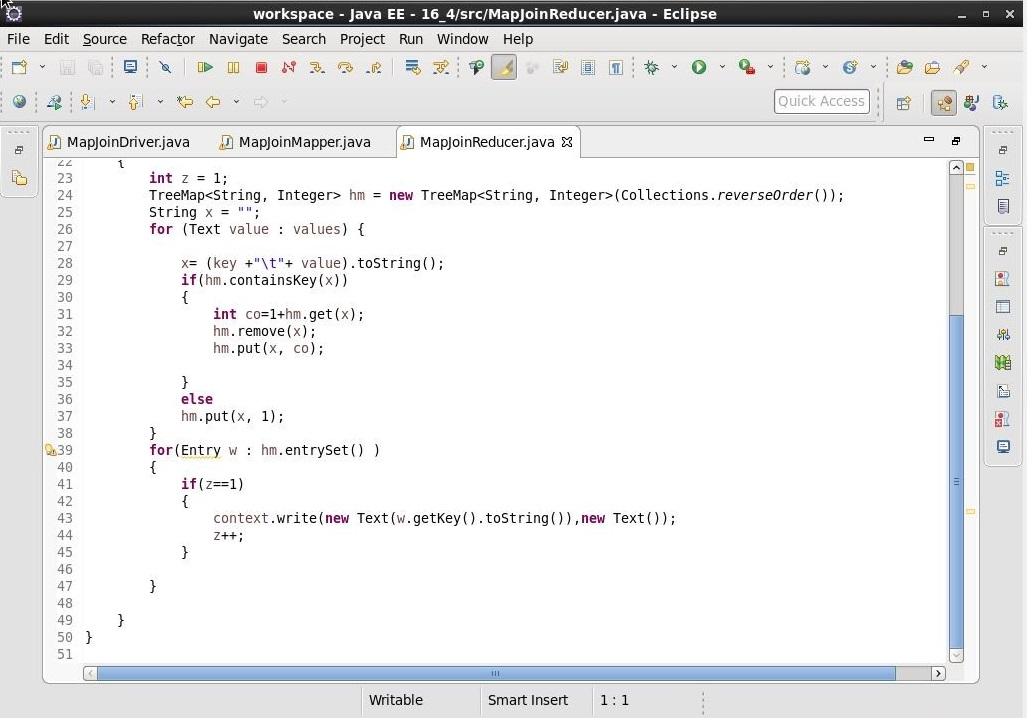 workspace - Java EE - 16_4/src/MapJoinReducer.java - Eclipse
File Edit Source Refactor Navigate Search Project Run Window Help
Quick Access
MapJoinDriver.java MapJoinMapper.java MapJoinReducer.java
22 {
23 int z = 1;
24 TreeMap<String, Integer> hm = new TreeMap<String, Integer>(Collections.reverseOrder());
25 String x = "";
26 for (Text value : values) {
27
28 x= (key +"\t"+ value).toString();
29 if(hm.containsKey(x))
30 {
31 int co=1+hm.get(x);
32 hm.remove(x);
33 hm.put(x, co);
34
35 }
36 else
37 hm.put(x, 1);
38 }
39 for(Entry w : hm.entrySet() )
40 {
41 if(z==1)
42 {
43 context.write(new Text(w.getKey().toString()),new Text());
44 z++;
45 }
46
47 }
48
49 }
50 }
51
Writable Smart Insert 1 : 1